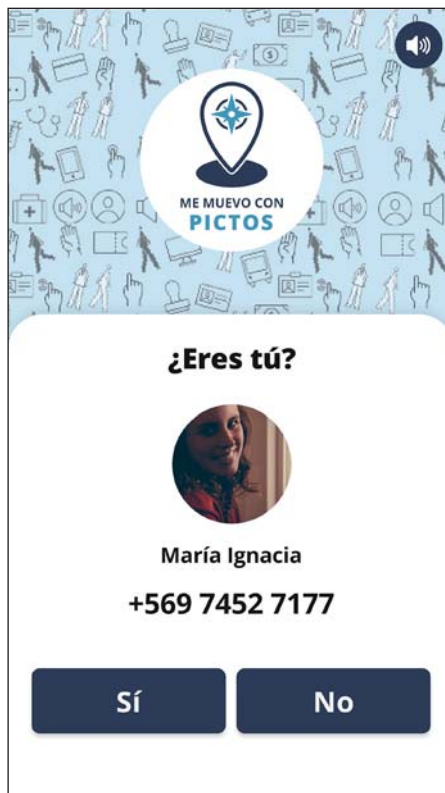 ME MUEVO CON
PICTOS
¿Eres tú?
María Ignacia
+569 7452 7177
Sí No